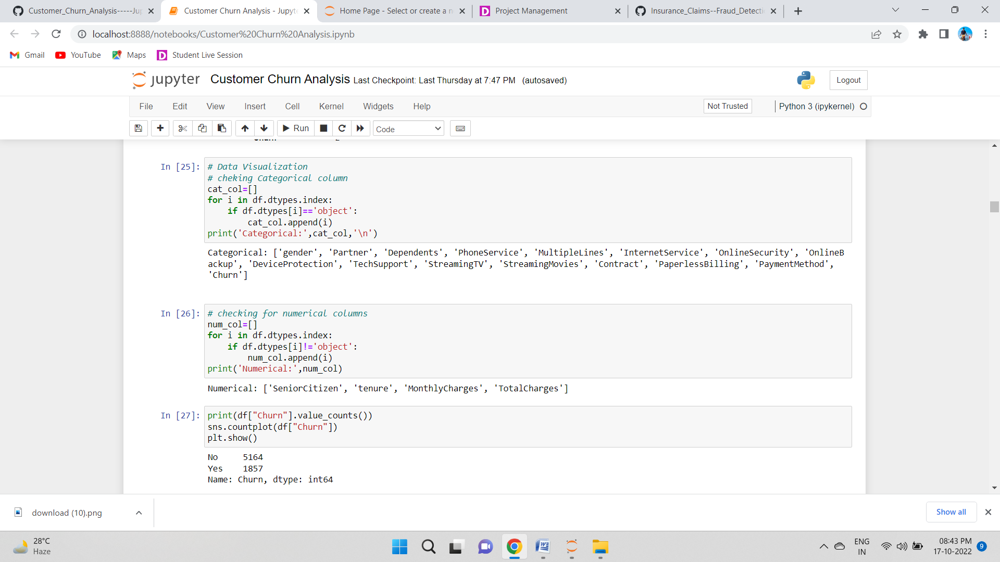 Customer_Churn_Analysis-----Ju
Customer Churn Analysis - Jupyt
Home Page - Select or create a n
Project Management
Insurance_Claims--Fraud_Detecti
localhost:8888/notebooks/Customer%20Churn%20Analysis.ipynb
Gmail
YouTube
Maps
Student Live Session
jupyter Customer Churn Analysis Last Checkpoint: Last Thursday at 7:47 PM (autosaved)
Logout
File Edit View Insert Cell Kernel Widgets Help
Not Trusted
Python 3 (ipykernel)
Run
Code
In [25]:
# Data Visualization
# cheking Categorical column
cat_col=[]
for i in df.dtypes.index:
    if df.dtypes[i]=='object':
        cat_col.append(i)
print('Categorical:',cat_col,'\n')
Categorical: ['gender', 'Partner', 'Dependents', 'PhoneService', 'MultipleLines', 'InternetService', 'OnlineSecurity', 'OnlineB
ackup', 'DeviceProtection', 'TechSupport', 'StreamingTV', 'StreamingMovies', 'Contract', 'PaperlessBilling', 'PaymentMethod',
'Churn']
In [26]:
# checking for numerical columns
num_col=[]
for i in df.dtypes.index:
    if df.dtypes[i]!='object':
        num_col.append(i)
print('Numerical:',num_col)
Numerical: ['SeniorCitizen', 'tenure', 'MonthlyCharges', 'TotalCharges']
In [27]:
print(df["Churn"].value_counts())
sns.countplot(df["Churn"])
plt.show()
No     5164
Yes    1857
Name: Churn, dtype: int64
download (10).png
Show all
28°C
Haze
ENG
IN
08:43 PM
17-10-2022
9